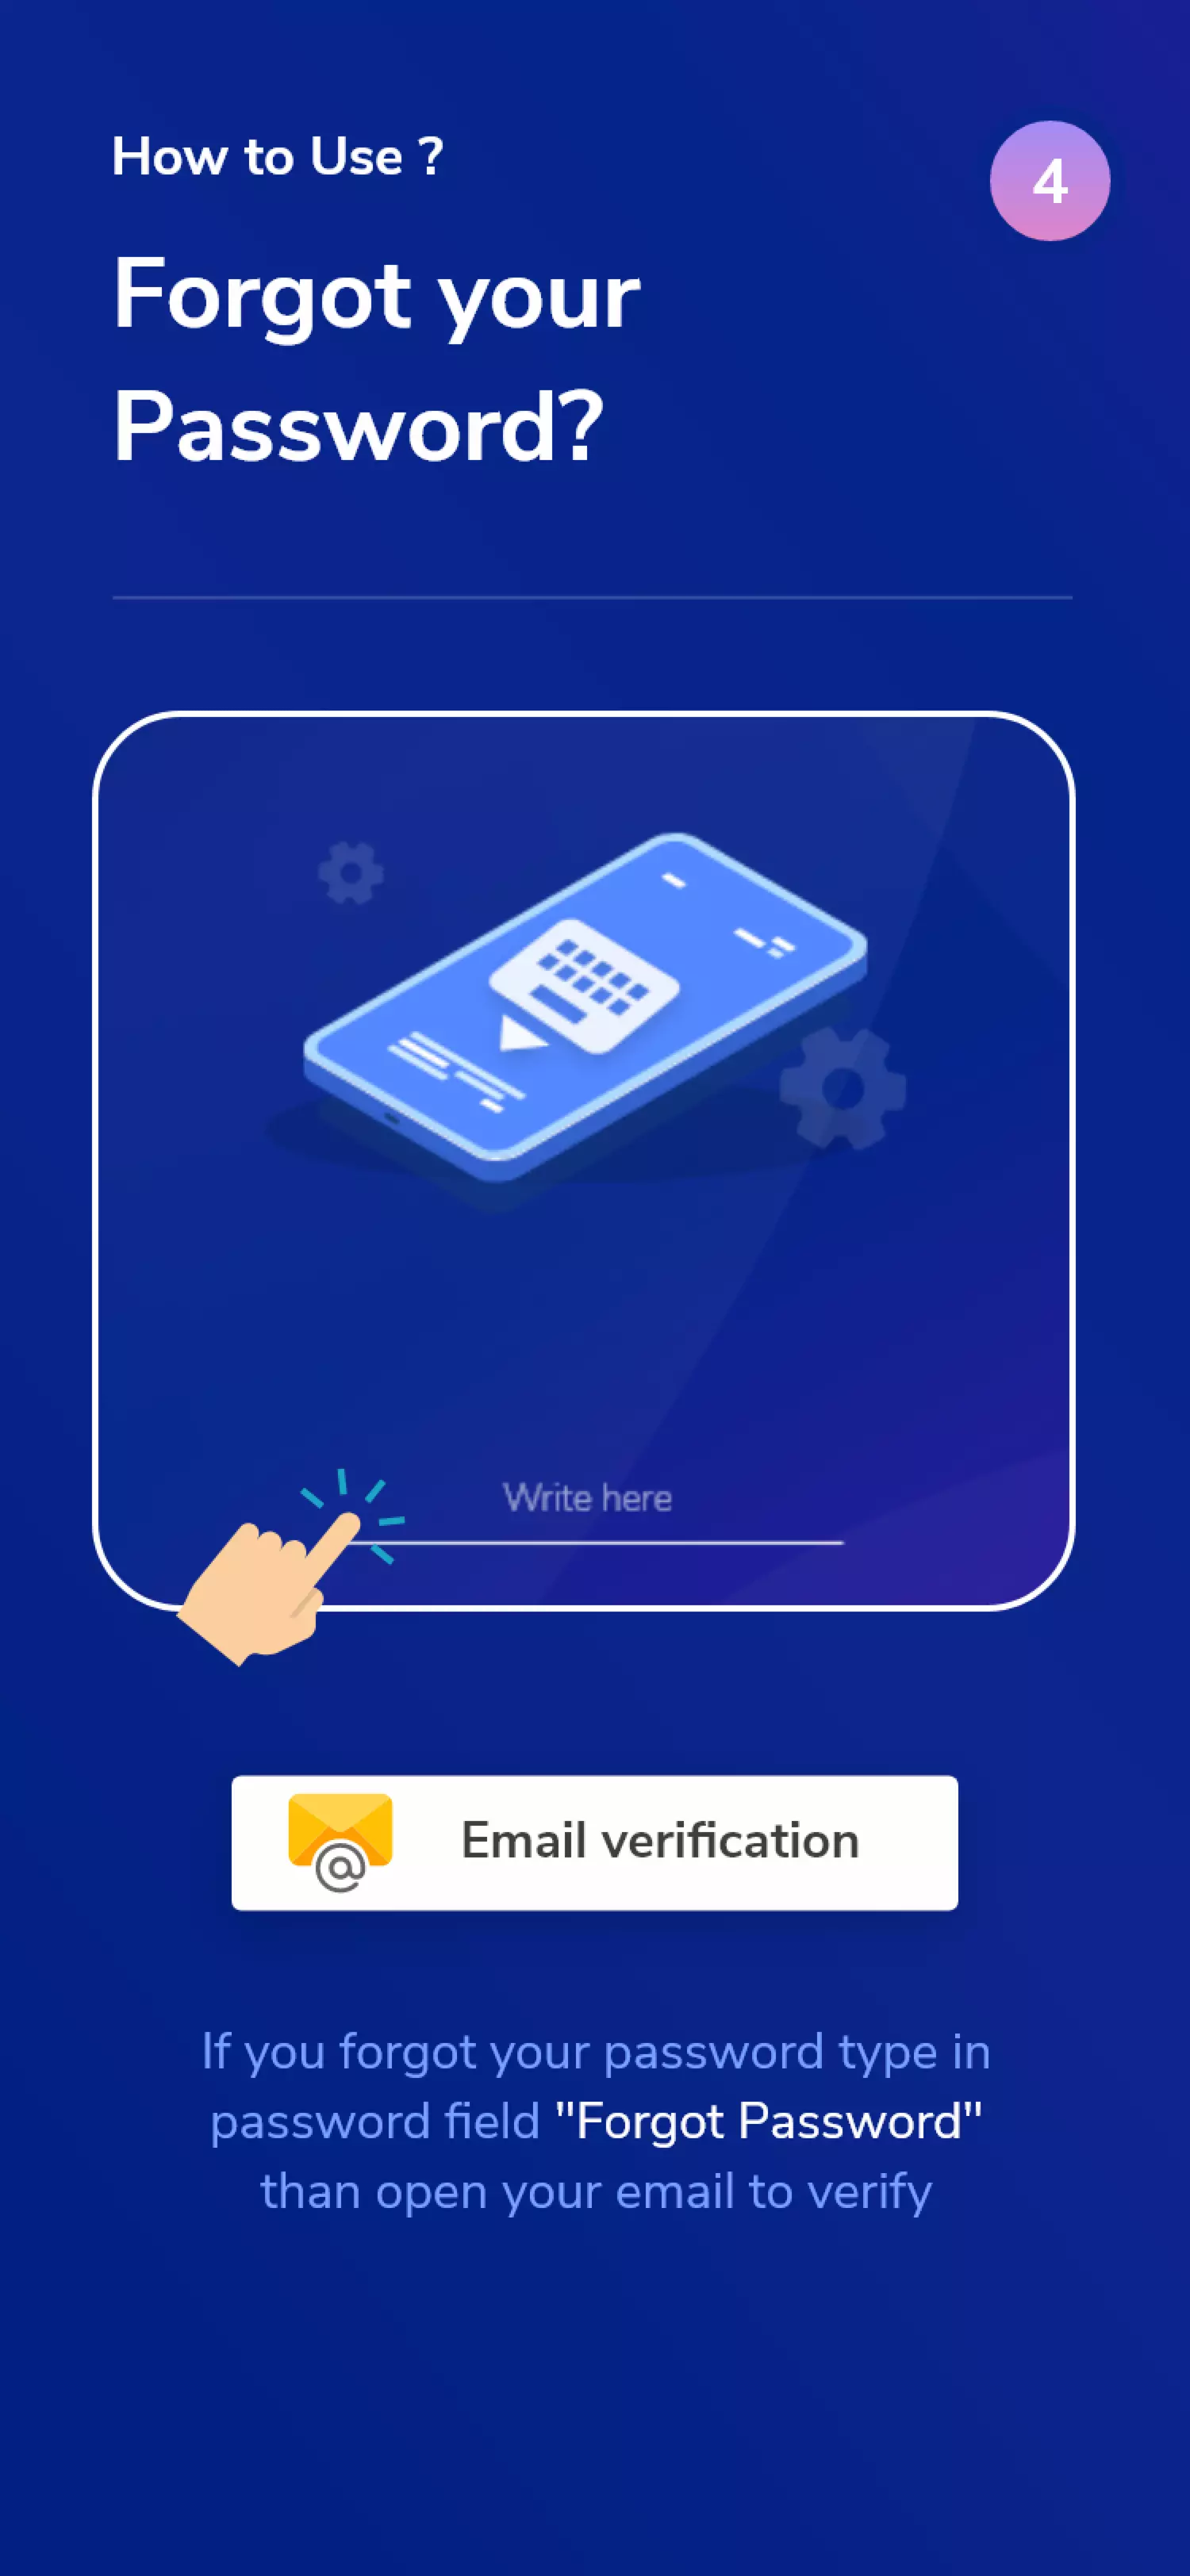 How to Use ?
4
Forgot your
Password?
Write here
Email verification
If you forgot your password type in
password field "Forgot Password"
than open your email to verify